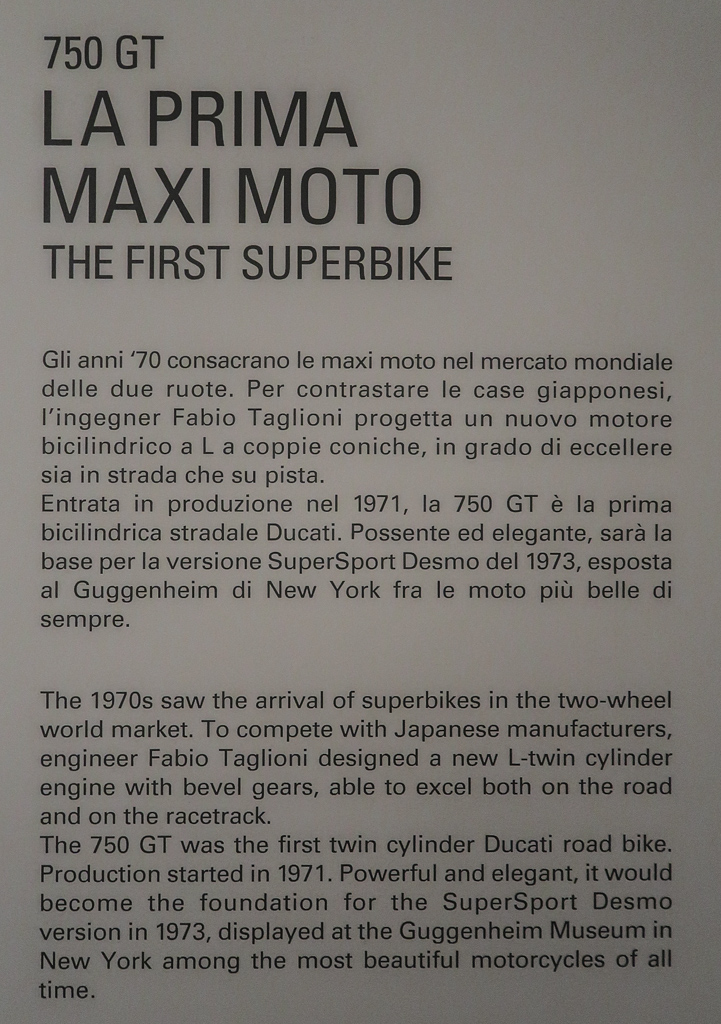 750 GT
LA PRIMA
MAXI MOTO
THE FIRST SUPERBIKE
Gli anni ‘70 consacrano le maxi moto nel mercato mondiale
delle due ruote. Per contrastare le case giapponesi,
l'ingegner Fabio Taglioni progetta un nuovo motore
bicilindrico a L a coppie coniche, in grado di eccellere
sia in strada che su pista.
Entrata in produzione nel 1971, la 750 GT è la prima
bicilindrica stradale Ducati. Possente ed elegante, sarà la
base per la versione SuperSport Desmo del 1973, esposta
al Guggenheim di New York fra le moto più belle di
sempre.
The 1970s saw the arrival of superbikes in the two-wheel
world market. To compete with Japanese manufacturers,
engineer Fabio Taglioni designed a new L-twin cylinder
engine with bevel gears, able to excel both on the road
and on the racetrack.
The 750 GT was the first twin cylinder Ducati road bike.
Production started in 1971. Powerful and elegant, it would
become the foundation for the SuperSport Desmo
version in 1973, displayed at the Guggenheim Museum in
New York among the most beautiful motorcycles of all
time.